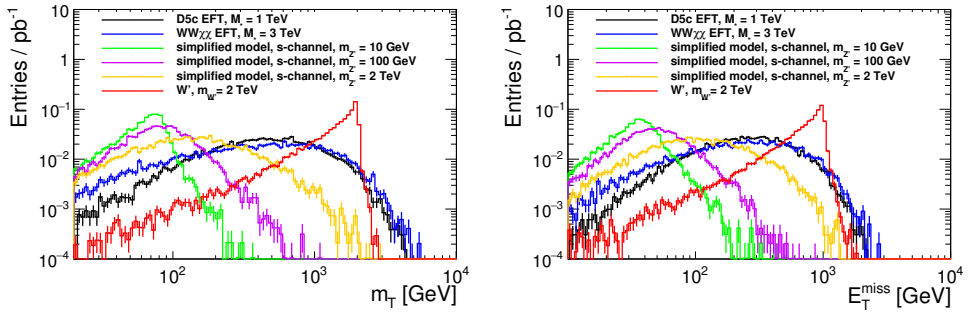 D5c EFT, M* = 1 TeV
WWχχ EFT, M* = 3 TeV
simplified model, s-channel, mZ' = 10 GeV
simplified model, s-channel, mZ' = 100 GeV
simplified model, s-channel, mZ' = 2 TeV
W', mW' = 2 TeV
Entries / pb⁻¹
10²
10
1
10⁻¹
10⁻²
10⁻³
10⁻⁴
10² 10³ 10⁴
mT [GeV]
D5c EFT, M* = 1 TeV
WWχχ EFT, M* = 3 TeV
simplified model, s-channel, mZ' = 10 GeV
simplified model, s-channel, mZ' = 100 GeV
simplified model, s-channel, mZ' = 2 TeV
W', mW' = 2 TeV
Entries / pb⁻¹
10²
10
1
10⁻¹
10⁻²
10⁻³
10⁻⁴
10² 10³ 10⁴
ETmiss [GeV]